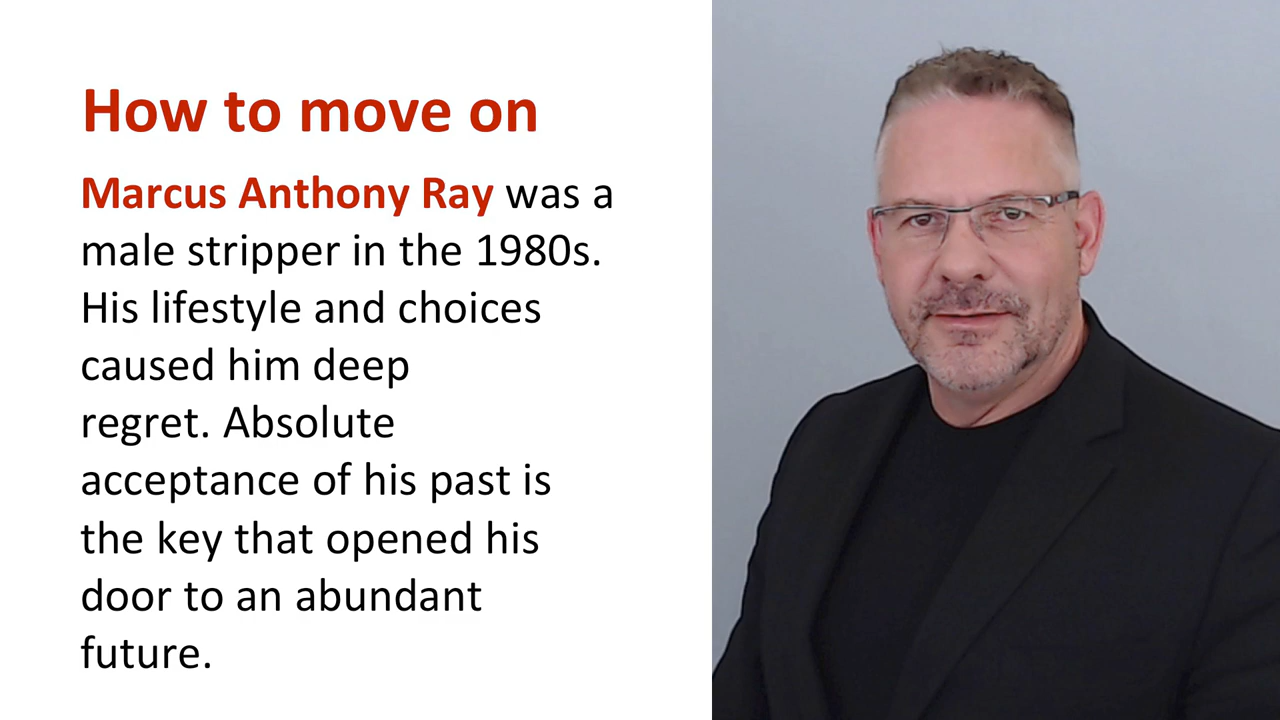 How to move on
Marcus Anthony Ray was a
male stripper in the 1980s.
His lifestyle and choices
caused him deep
regret. Absolute
acceptance of his past is
the key that opened his
door to an abundant
future.